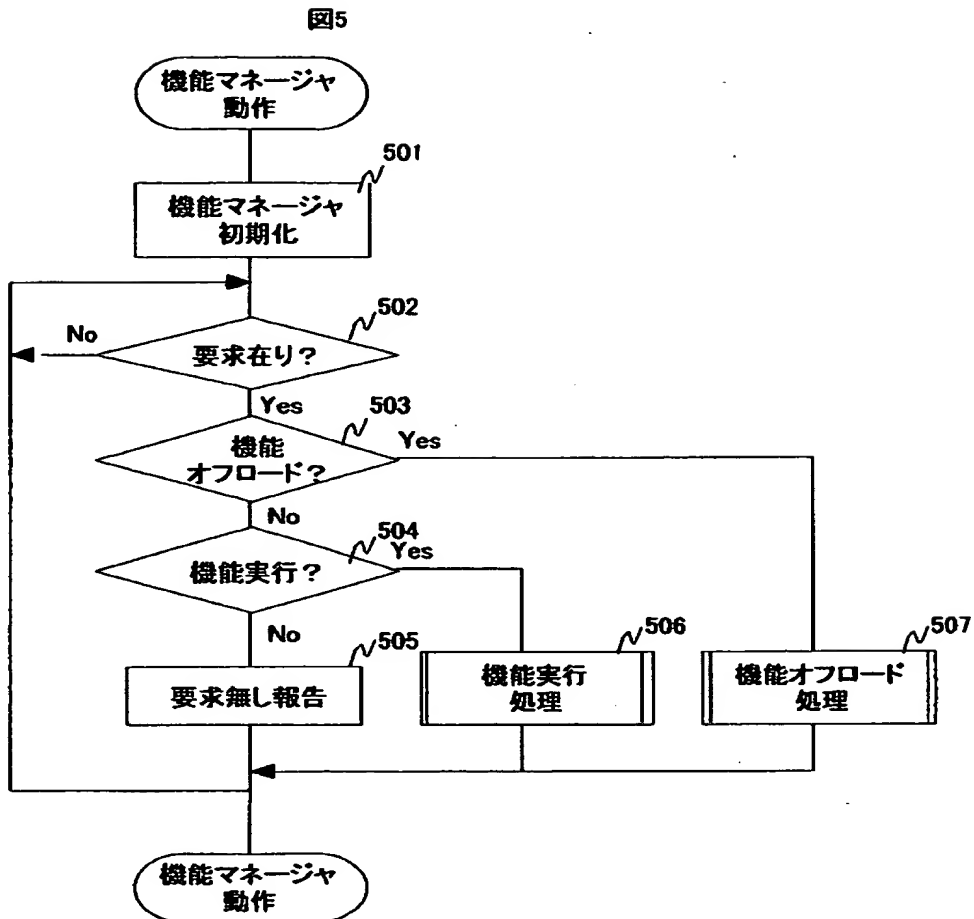 図5
機能マネージャ
動作
501
機能マネージャ
初期化
502
No
要求在り?
Yes
503
機能
オフロード?
Yes
No
504
機能実行?
Yes
No
505
要求無し報告
506
機能実行
処理
507
機能オフロード
処理
機能マネージャ
動作